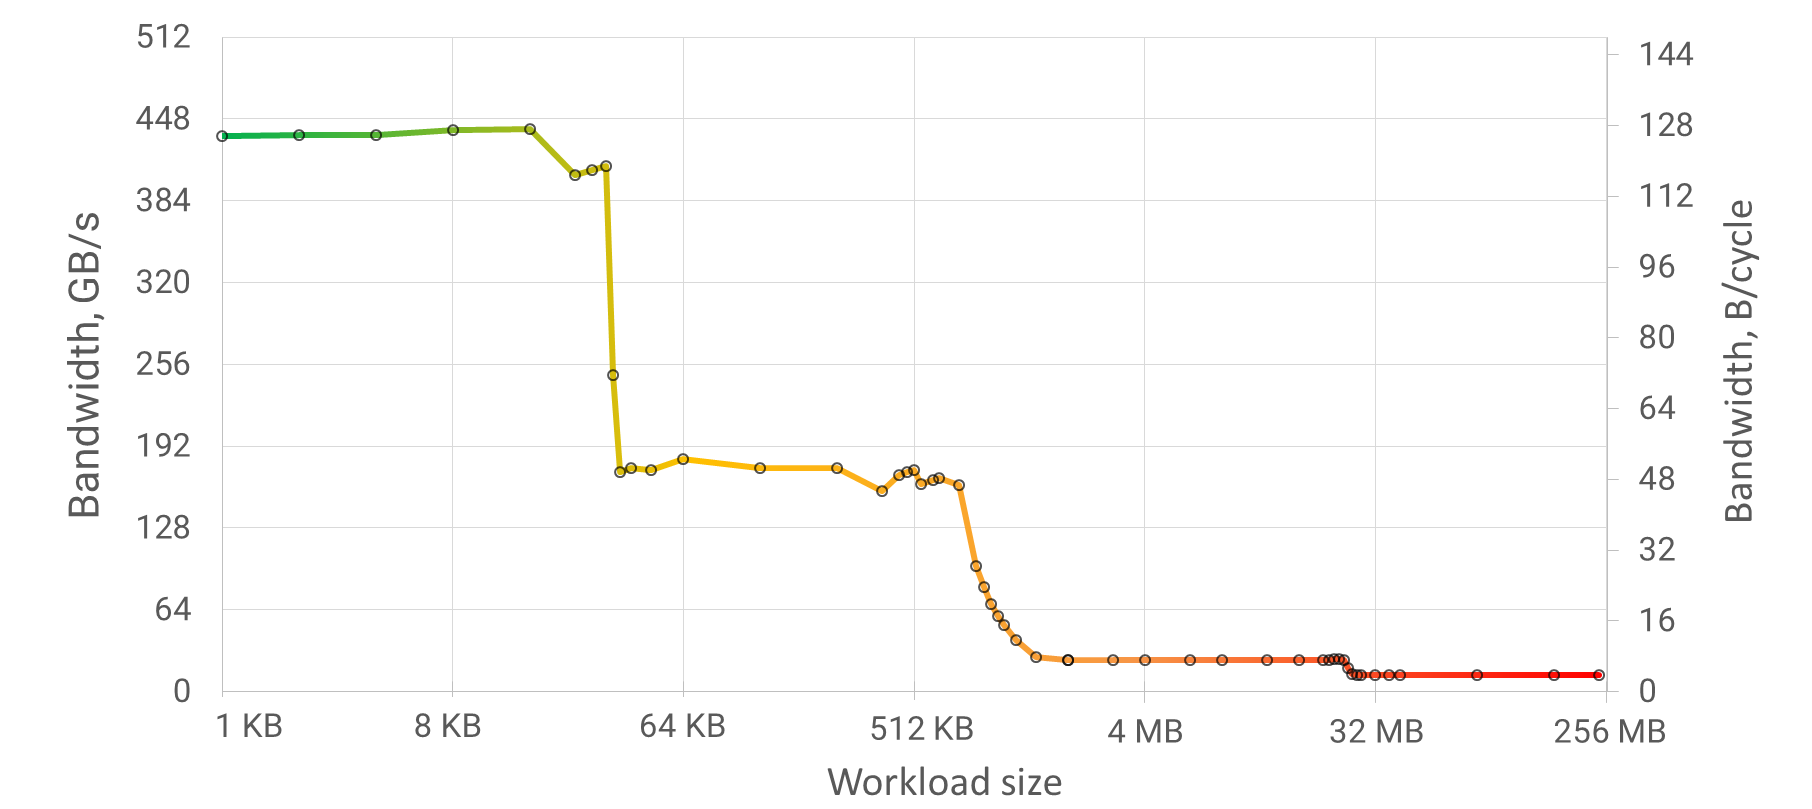 512
448
384
320
256
192
128
64
0
Bandwidth, GB/s
144
128
112
96
80
64
48
32
16
0
Bandwidth, B/cycle
1 KB
8 KB
64 KB
512 KB
4 MB
32 MB
256 MB
Workload size